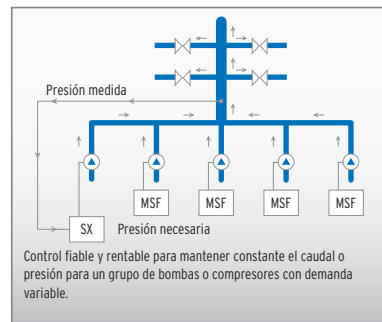 Presión medida
MSF MSF MSF MSF
SX Presión necesaria
Control fiable y rentable para mantener constante el caudal o
presión para un grupo de bombas o compresores con demanda
variable.